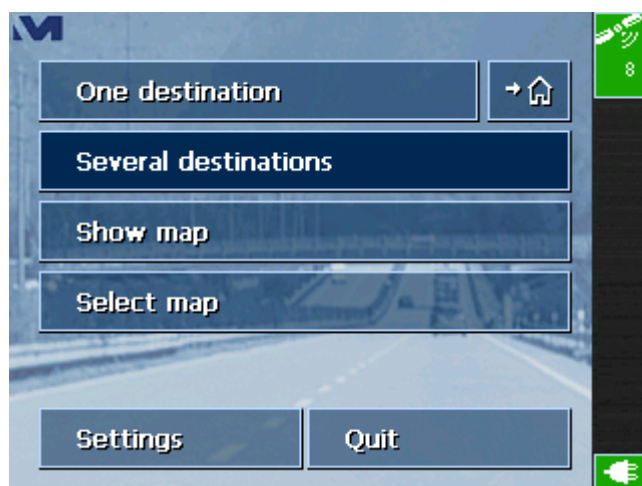 One destination
8
Several destinations
Show map
Select map
Settings
Quit